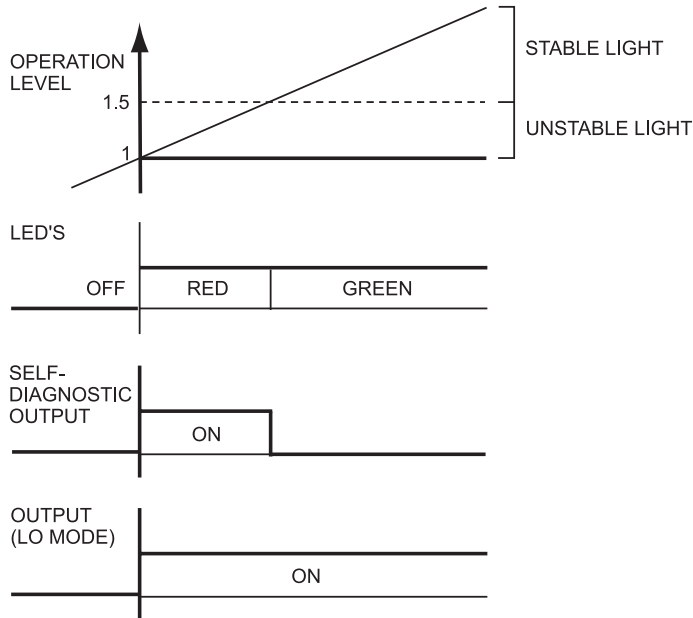 OPERATION
LEVEL
STABLE LIGHT
1.5
UNSTABLE LIGHT
1
LED'S
OFF
RED
GREEN
SELF-
DIAGNOSTIC
OUTPUT
ON
OUTPUT
(LO MODE)
ON